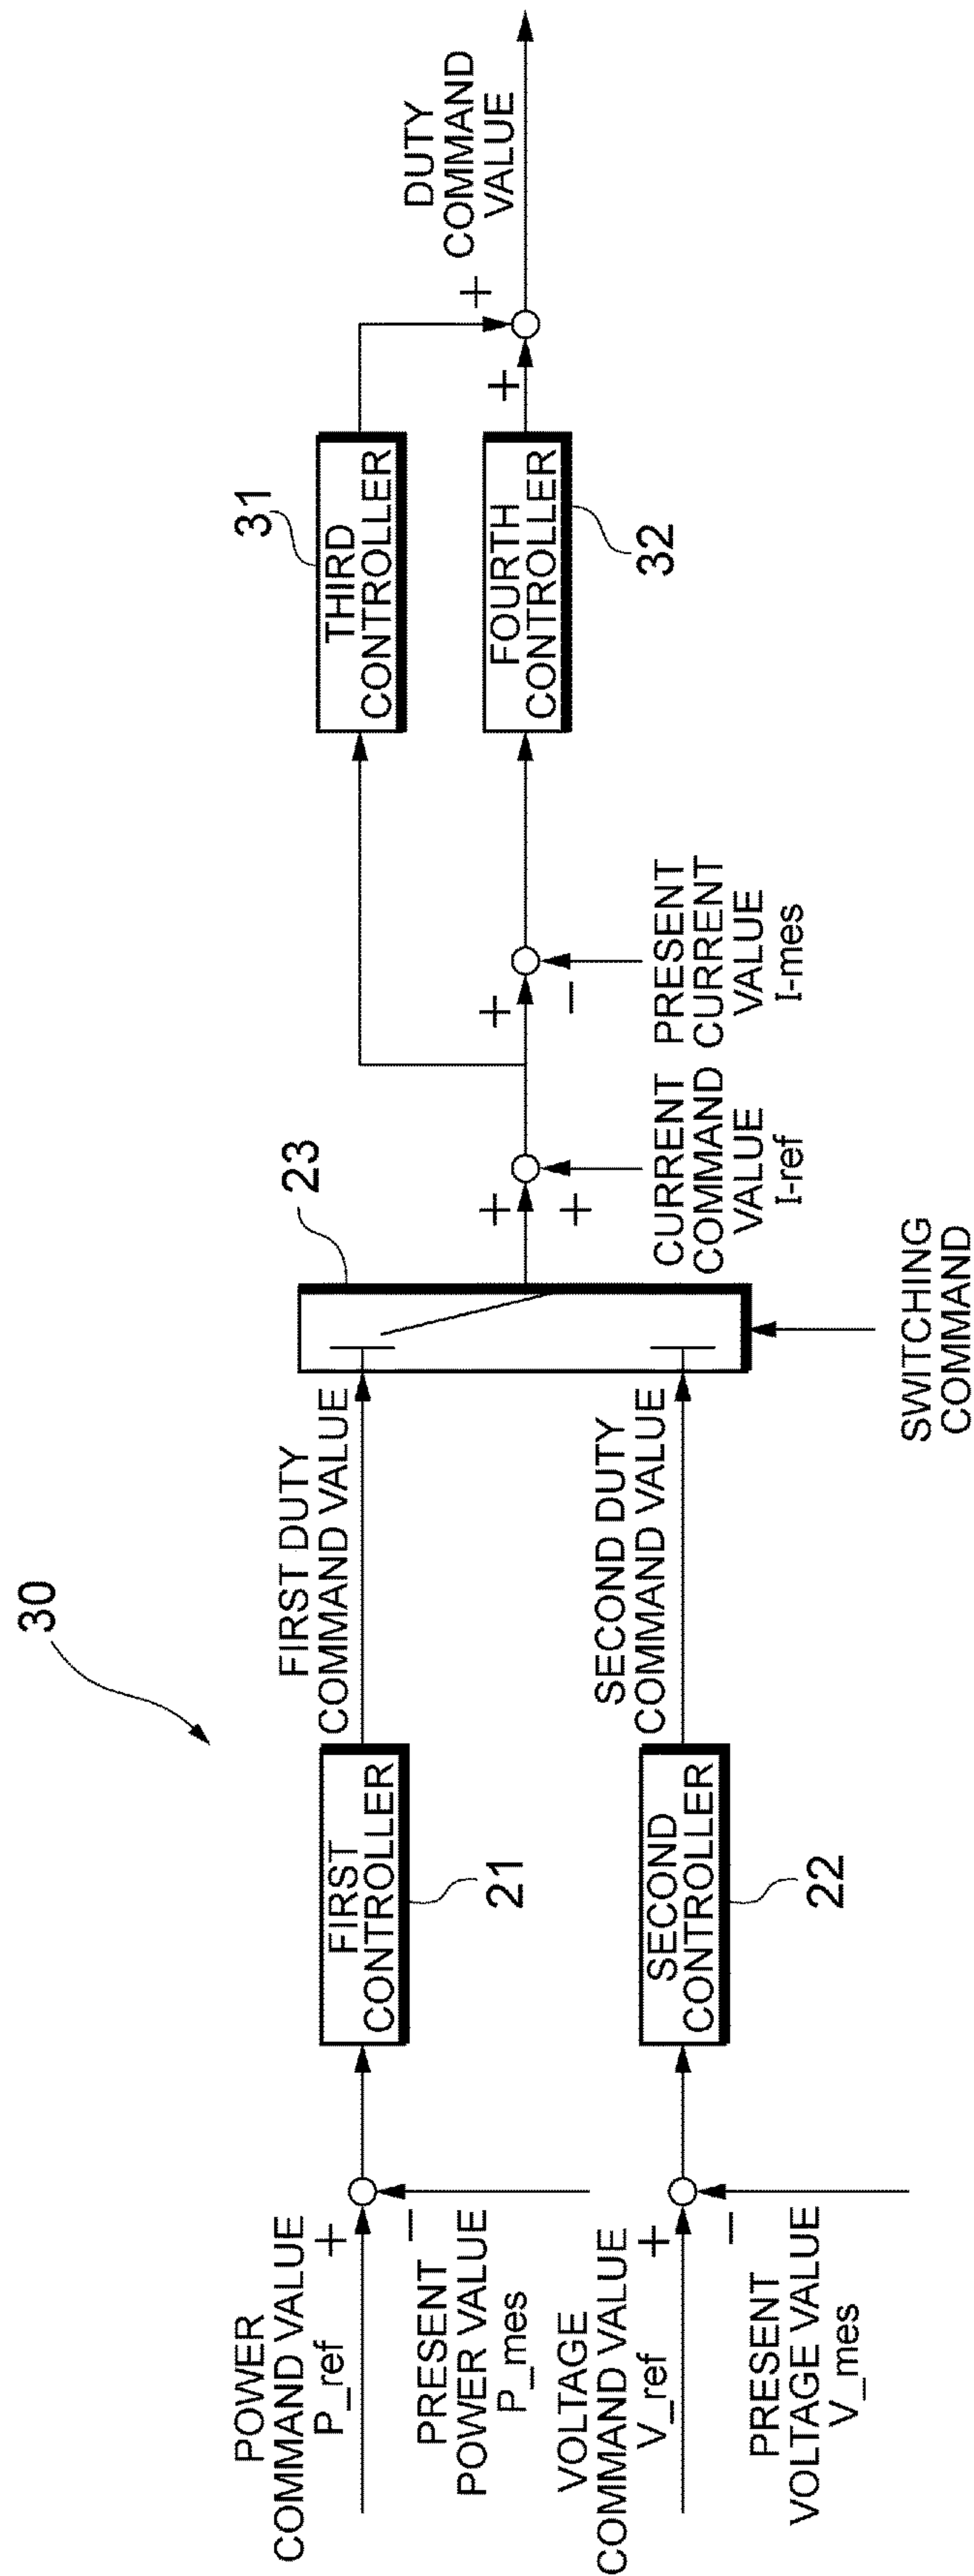 30
POWER
COMMAND VALUE
P_ref
+
−
PRESENT
POWER VALUE
P_mes
FIRST
CONTROLLER
21
FIRST DUTY
COMMAND VALUE
VOLTAGE
COMMAND VALUE
V_ref
+
−
PRESENT
VOLTAGE VALUE
V_mes
SECOND
CONTROLLER
22
SECOND DUTY
COMMAND VALUE
23
SWITCHING
COMMAND
+
+
CURRENT
COMMAND
VALUE
I-ref
+
−
PRESENT
CURRENT
VALUE
I-mes
31
THIRD
CONTROLLER
FOURTH
CONTROLLER
32
+
+
DUTY
COMMAND
VALUE